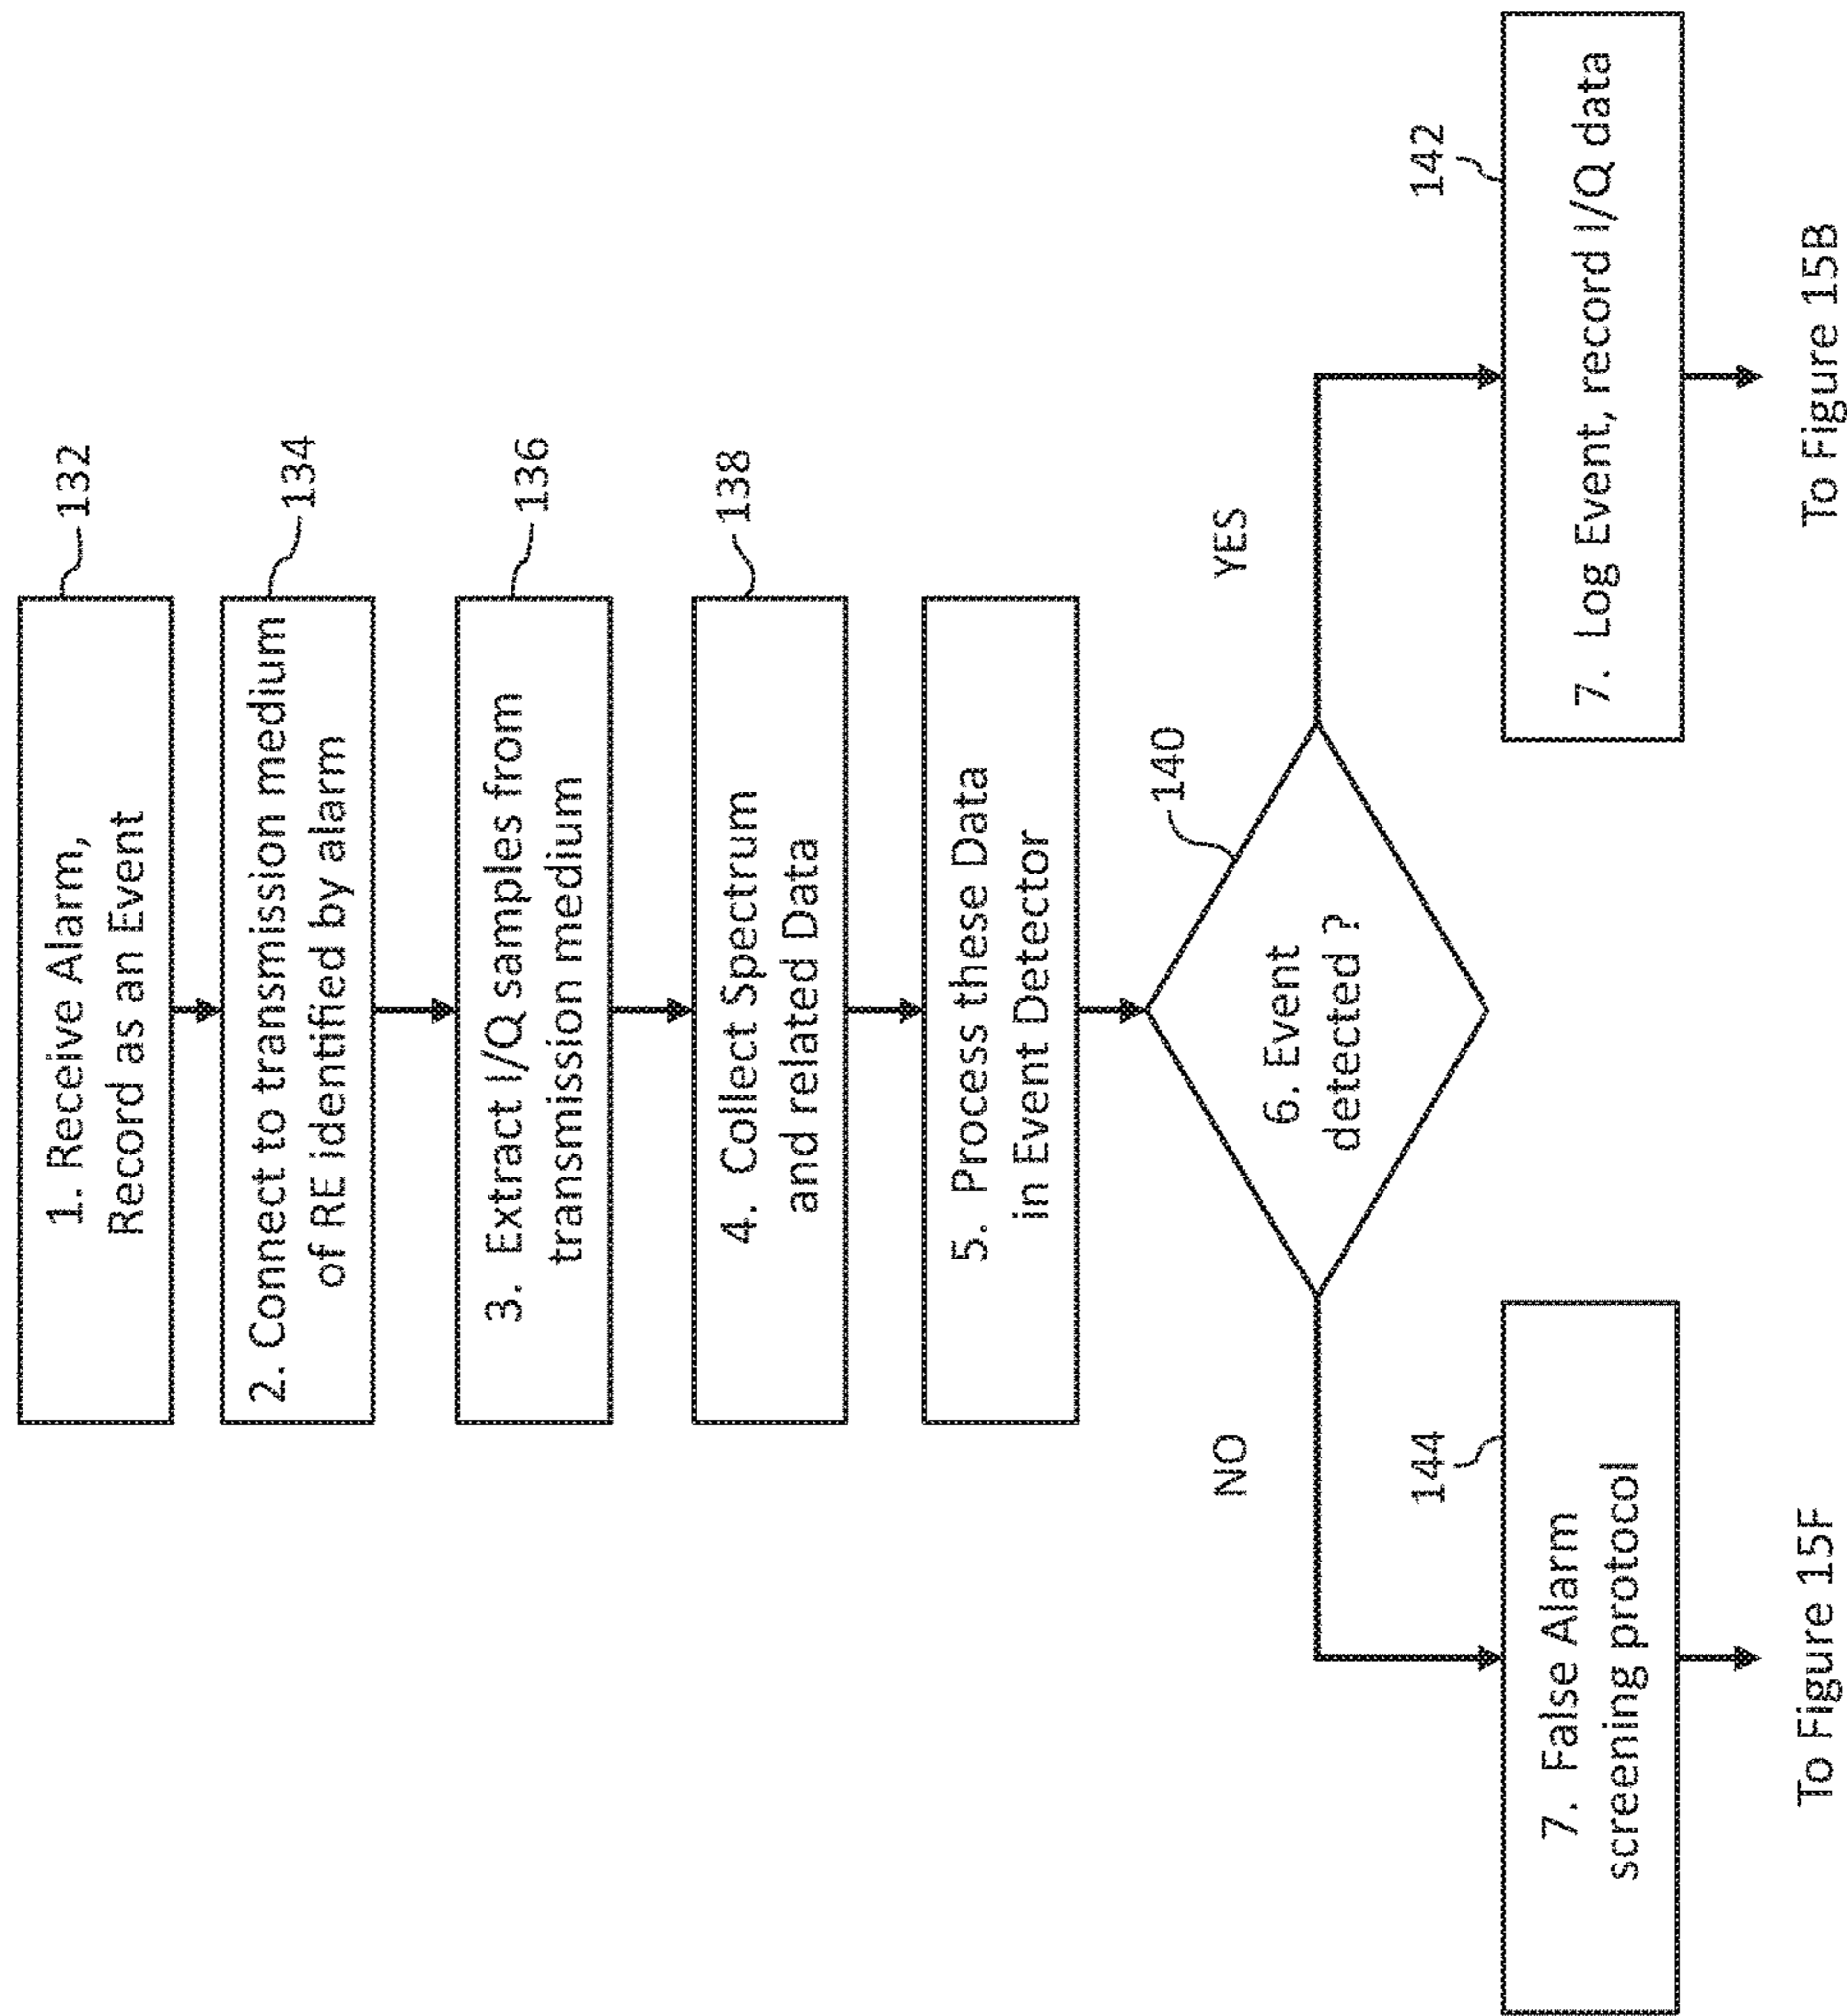 1. Receive Alarm,
Record as an Event
132
2. Connect to transmission medium
of RE identified by alarm
134
3. Extract I/Q samples from
transmission medium
136
4. Collect Spectrum
and related Data
138
5. Process these Data
in Event Detector
6. Event
detected ?
140
NO
YES
7. False Alarm
screening protocol
144
7. Log Event, record I/Q data
142
To Figure 15F
To Figure 15B